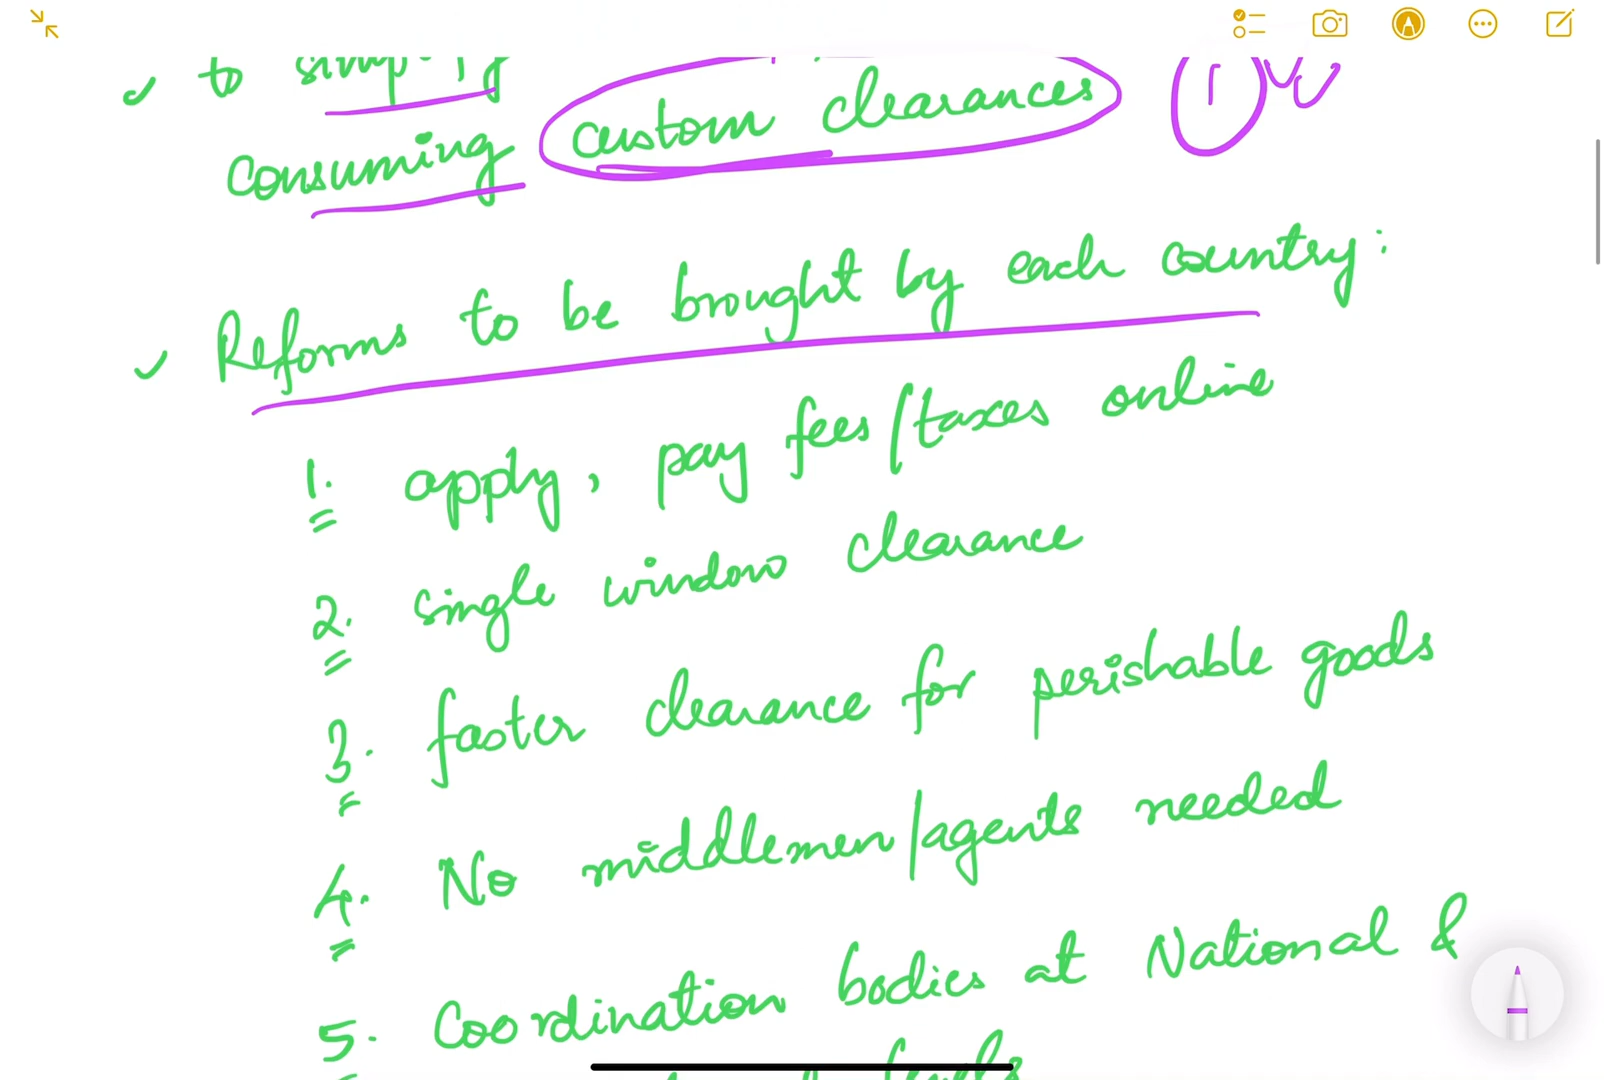 ✓ to simplify
consuming custom clearances 1
✓ Reforms to be brought by each country:
1. apply, pay fees/taxes online
2. single window clearance
3. faster clearance for perishable goods
4. No middlemen/agents needed
5. Coordination bodies at National &
levels